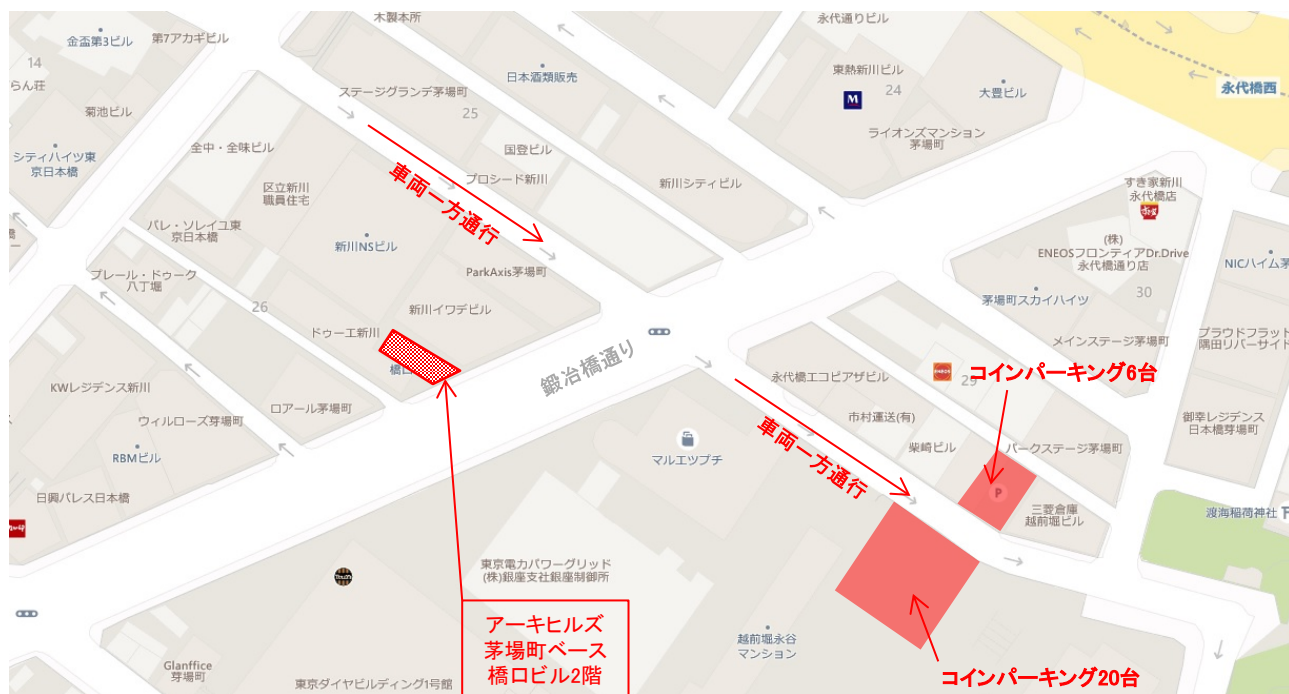 木製本所
永代通りビル
金盃第3ビル
第7アカギビル
14
らん荘
日本酒類販売
東熱新川ビル
24
大豊ビル
永代橋西
M
ステージグランデ茅場町
25
菊池ビル
ライオンズマンション
茅場町
シティハイツ東
京日本橋
全中・全味ビル
国登ビル
プロシード新川
新川シティビル
車両一方通行
すき家新川
永代橋店
区立新川
職員住宅
パレ・ソレイユ東
京日本橋
新川NSビル
(株)
ENEOSフロンティアDr.Drive
永代橋通り店
NICハイム茅
ParkAxis茅場町
プレール・ドゥーク
八丁堀
26
新川イワデビル
茅場町スカイハイツ
30
ドゥーエ新川
メインステージ茅場町
プラウドフラット
隅田リバーサイド
橋口
鍛冶橋通り
KWレジデンス新川
永代橋エコピアザビル
29
コインパーキング6台
ロアール茅場町
ウィルローズ茅場町
市村運送(有)
御幸レジデンス
日本橋茅場町
車両一方通行
柴崎ビル
パークステージ茅場町
RBMビル
マルエツプチ
日興パレス日本橋
P
三菱倉庫
越前堀ビル
渡海稲荷神社
東京電力パワーグリッド
(株)銀座支社銀座制御所
アーキヒルズ
茅場町ベース
橋口ビル2階
越前堀永谷
マンション
Glanffice
茅場町
東京ダイヤビルディング1号館
コインパーキング20台